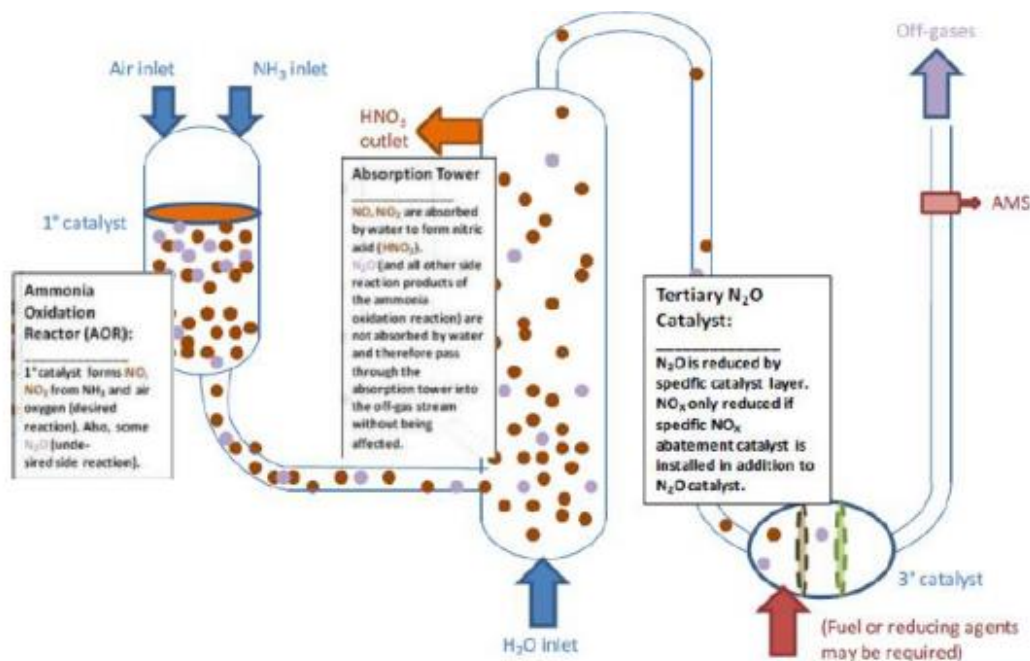 Off-gases
Air inlet
NH₃ inlet
HNO₃
outlet
Absorption Tower
NO, NO₂ are absorbed
by water to form nitric
acid (HNO₃).
N₂O (and all other side
reaction products of
the ammonia
oxidation reaction) are
not absorbed by water
and therefore pass
through the
absorption tower into
the off-gas stream
without being
affected.
1° catalyst
AMS
Ammonia
Oxidation
Reactor (AOR):
1° catalyst forms NO,
NO₂ from NH₃ and air
oxygen (desired
reaction). Also, some
N₂O (unde-
sired side reaction).
Tertiary N₂O
Catalyst:
N₂O is reduced by
specific catalyst layer.
NOₓ only reduced if
specific NOₓ
abatement catalyst is
installed in addition to
N₂O catalyst.
3° catalyst
H₂O inlet
(Fuel or reducing agents
may be required)